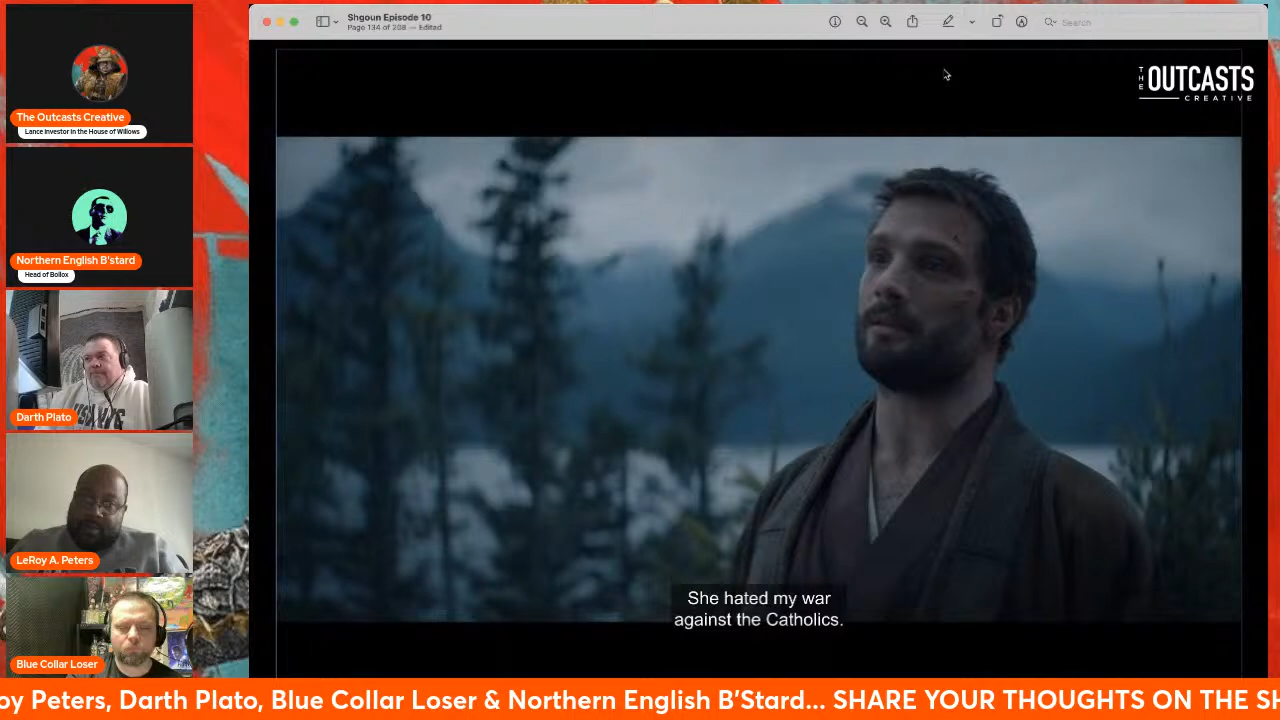 Shgoun Episode 10
Page 134 of 208 — Edited
Search
THE OUTCASTS
CREATIVE
The Outcasts Creative
Lance Investor in the House of Willows
Northern English B'stard
Head of Bollox
Darth Plato
LeRoy A. Peters
Blue Collar Loser
She hated my war
against the Catholics.
oy Peters, Darth Plato, Blue Collar Loser & Northern English B'Stard... SHARE YOUR THOUGHTS ON THE SH